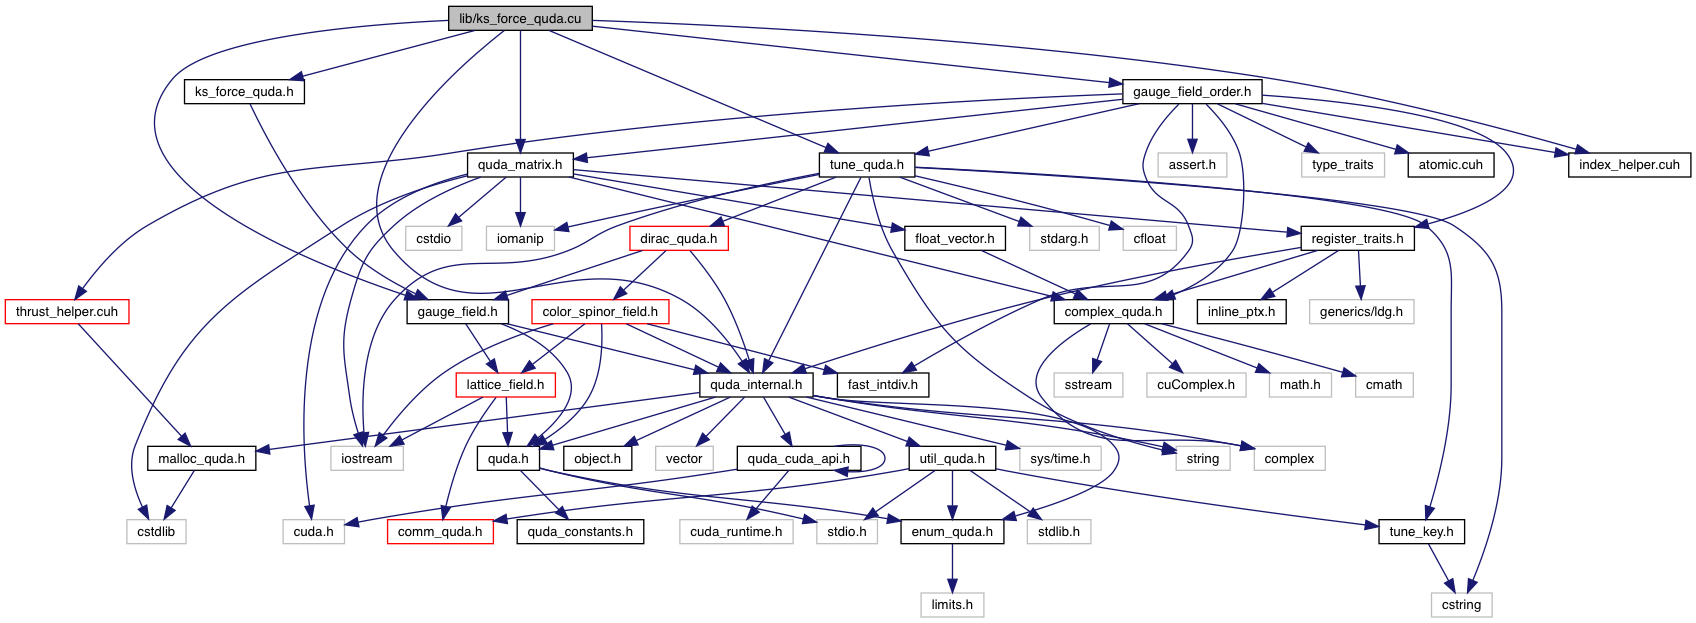 lib/ks_force_quda.cu
ks_force_quda.h
gauge_field_order.h
quda_matrix.h
tune_quda.h
assert.h
type_traits
atomic.cuh
index_helper.cuh
cstdio
iomanip
dirac_quda.h
float_vector.h
stdarg.h
cfloat
register_traits.h
thrust_helper.cuh
gauge_field.h
color_spinor_field.h
complex_quda.h
inline_ptx.h
generics/ldg.h
lattice_field.h
quda_internal.h
fast_intdiv.h
sstream
cuComplex.h
math.h
cmath
malloc_quda.h
iostream
quda.h
object.h
vector
quda_cuda_api.h
util_quda.h
sys/time.h
string
complex
cstdlib
cuda.h
comm_quda.h
quda_constants.h
cuda_runtime.h
stdio.h
enum_quda.h
stdlib.h
tune_key.h
limits.h
cstring